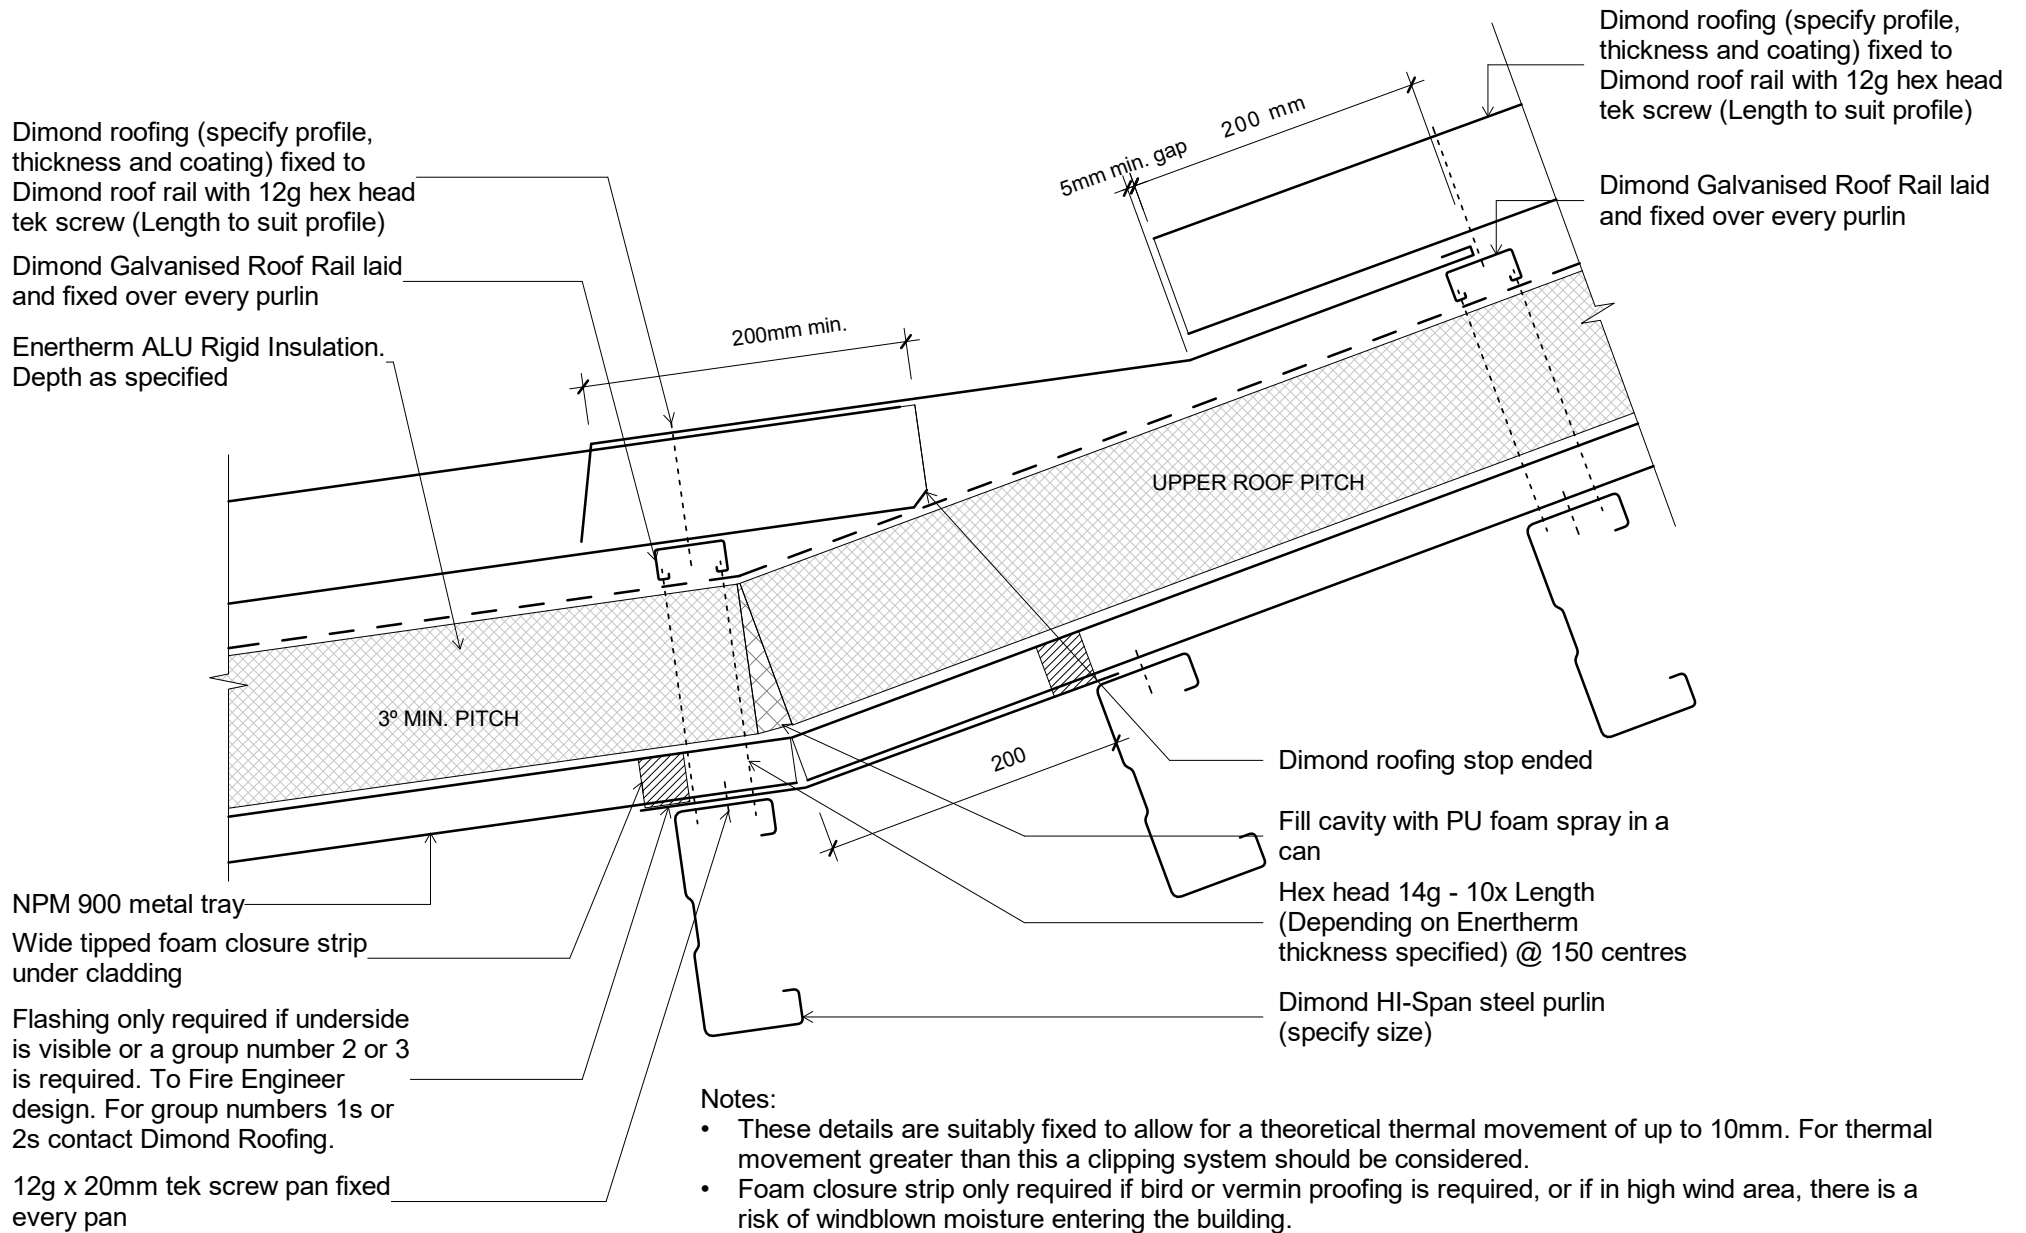 Dimond roofing (specify profile,
thickness and coating) fixed to
Dimond roof rail with 12g hex head
tek screw (Length to suit profile)
Dimond Galvanised Roof Rail laid
and fixed over every purlin
Enertherm ALU Rigid Insulation.
Depth as specified
200mm min.
5mm min. gap
200 mm
Dimond roofing (specify profile,
thickness and coating) fixed to
Dimond roof rail with 12g hex head
tek screw (Length to suit profile)
Dimond Galvanised Roof Rail laid
and fixed over every purlin
UPPER ROOF PITCH
3º MIN. PITCH
200
NPM 900 metal tray
Wide tipped foam closure strip
under cladding
Flashing only required if underside
is visible or a group number 2 or 3
is required. To Fire Engineer
design. For group numbers 1s or
2s contact Dimond Roofing.
12g x 20mm tek screw pan fixed
every pan
Dimond roofing stop ended
Fill cavity with PU foam spray in a
can
Hex head 14g - 10x Length
(Depending on Enertherm
thickness specified) @ 150 centres
Dimond HI-Span steel purlin
(specify size)
Notes:
• These details are suitably fixed to allow for a theoretical thermal movement of up to 10mm. For thermal
movement greater than this a clipping system should be considered.
• Foam closure strip only required if bird or vermin proofing is required, or if in high wind area, there is a
risk of windblown moisture entering the building.